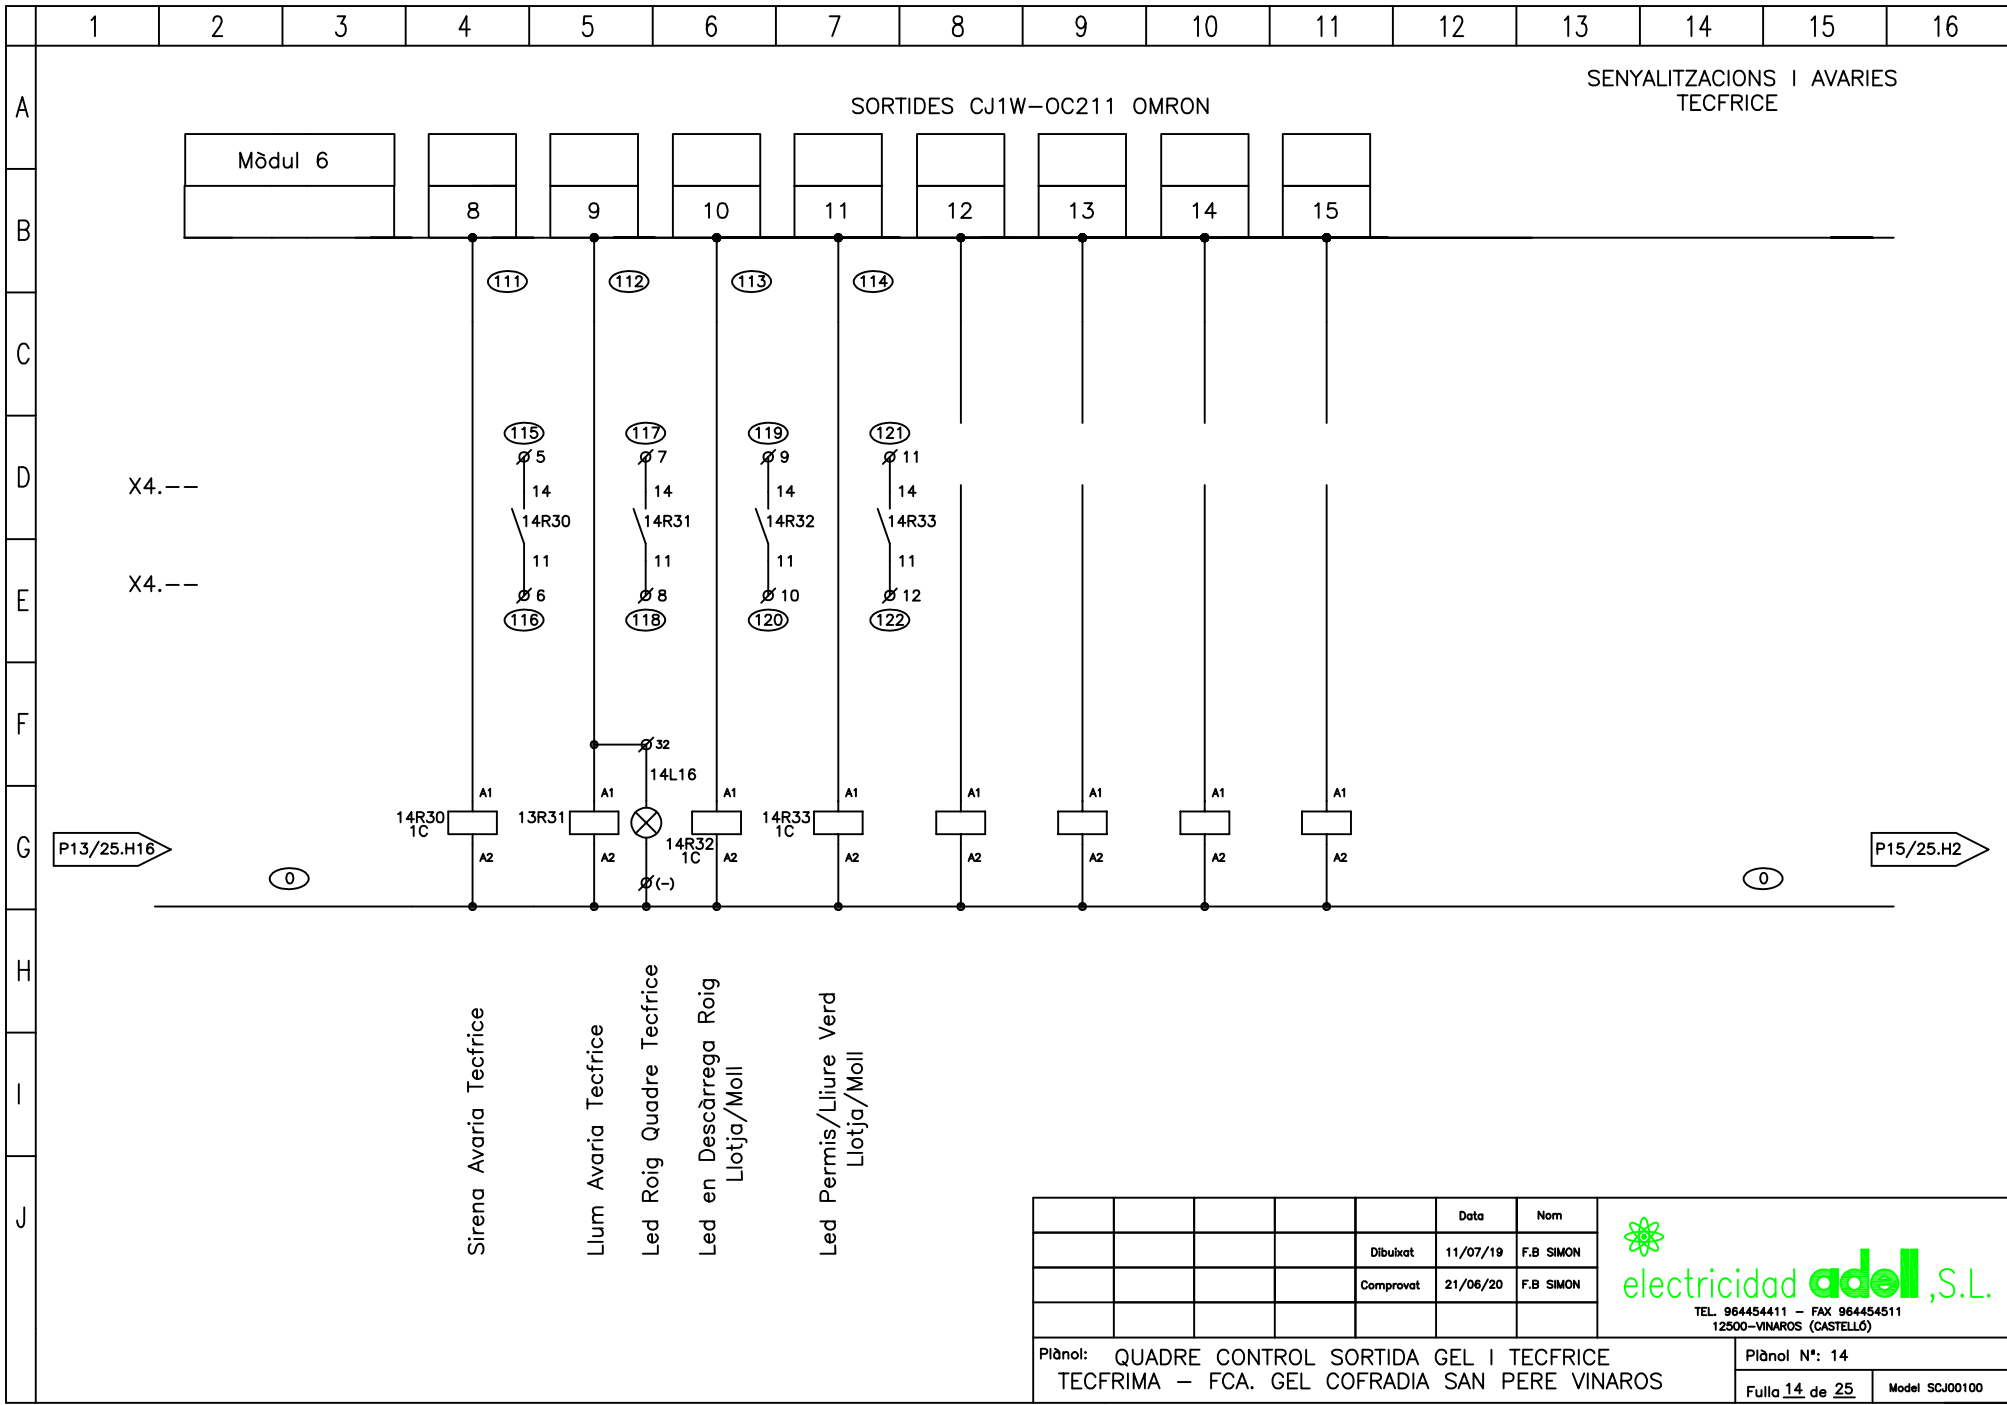 1 2 3 4 5 6 7 8 9 10 11 12 13 14 15 16
SENYALITZACIONS I AVARIES
TECFRICE
A
SORTIDES CJ1W-OC211 OMRON
Mòdul 6
B
8 9 10 11 12 13 14 15
111 112 113 114
C
115 117 119 121
5 7 9 11
D
X4.--
14 14 14 14
14R30 14R31 14R32 14R33
11 11 11 11
X4.--
E
6 8 10 12
116 118 120 122
F
32
14L16
A1 A1 A1 A1 A1 A1 A1 A1
14R30
1C
13R31
14R32
1C
14R33
1C
G
P13/25.H16
P15/25.H2
A2 A2 A2 A2 A2 A2 A2 A2
0
(-)
0
H
I
J
Sirena Avaria Tecfrice
Llum Avaria Tecfrice
Led Roig Quadre Tecfrice
Led en Descàrrega Roig
Llotja/Moll
Led Permis/Lliure Verd
Llotja/Moll
Data Nom
Dibuixat 11/07/19 F.B SIMON
Comprovat 21/06/20 F.B SIMON
electricidad adell ,S.L.
TEL. 964454411 - FAX 964454511
12500-VINAROS (CASTELLÓ)
Plànol: QUADRE CONTROL SORTIDA GEL I TECFRICE
TECFRIMA - FCA. GEL COFRADIA SAN PERE VINAROS
Plànol Nº: 14
Fulla 14 de 25
Model SCJ00100